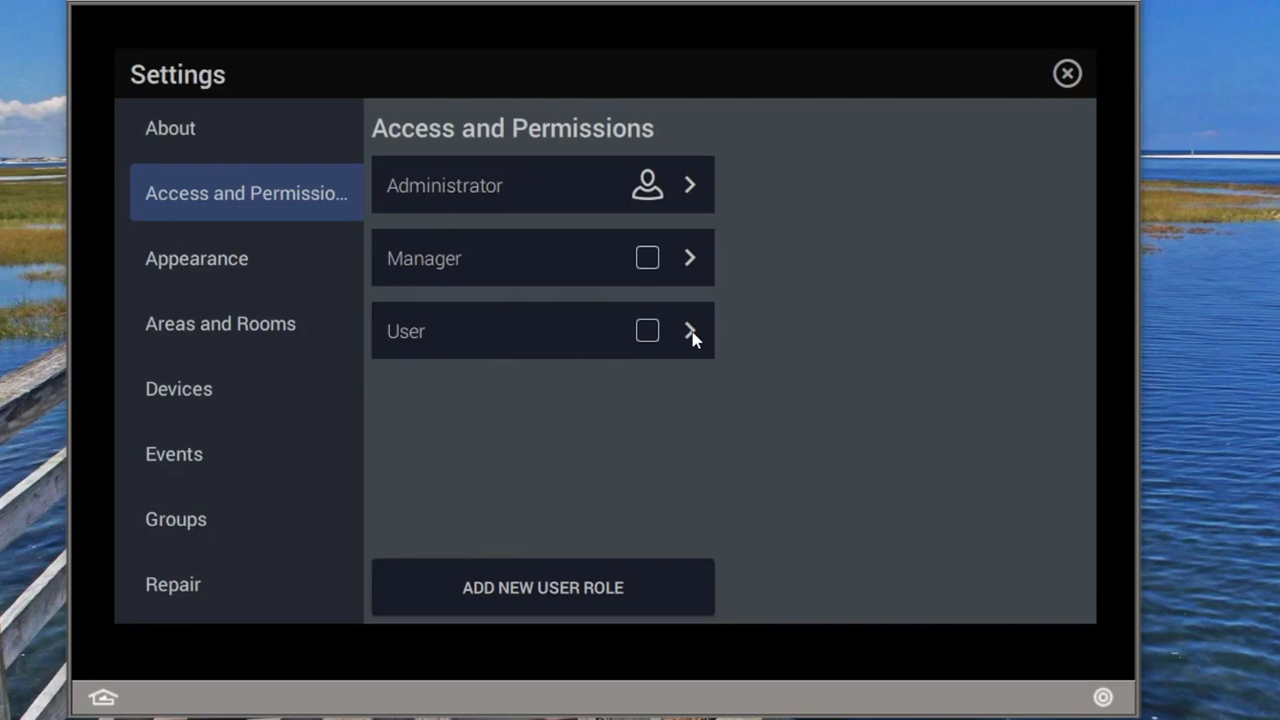 Settings
About
Access and Permissio...
Appearance
Areas and Rooms
Devices
Events
Groups
Repair
Access and Permissions
Administrator
Manager
User
ADD NEW USER ROLE